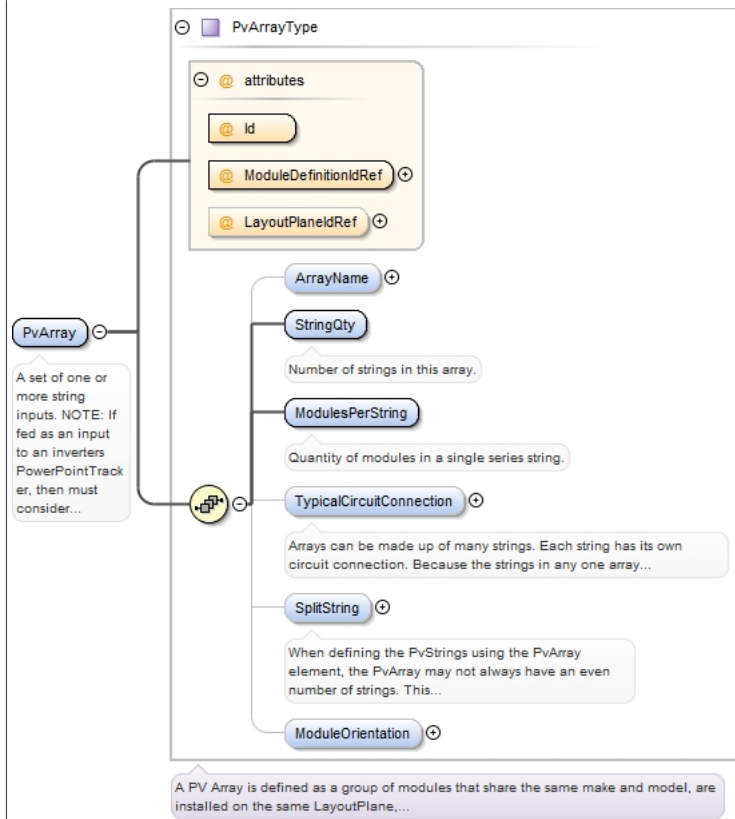 PvArrayType
@ attributes
@ Id
@ ModuleDefinitionIdRef
@ LayoutPlaneIdRef
ArrayName
PvArray
StringQty
A set of one or
more string
inputs. NOTE: If
fed as an input
to an inverters
PowerPointTrack
er, then must
consider...
Number of strings in this array.
ModulesPerString
Quantity of modules in a single series string.
TypicalCircuitConnection
Arrays can be made up of many strings. Each string has its own
circuit connection. Because the strings in any one array...
SplitString
When defining the PvStrings using the PvArray
element, the PvArray may not always have an even
number of strings. This...
ModuleOrientation
A PV Array is defined as a group of modules that share the same make and model, are
installed on the same LayoutPlane,...